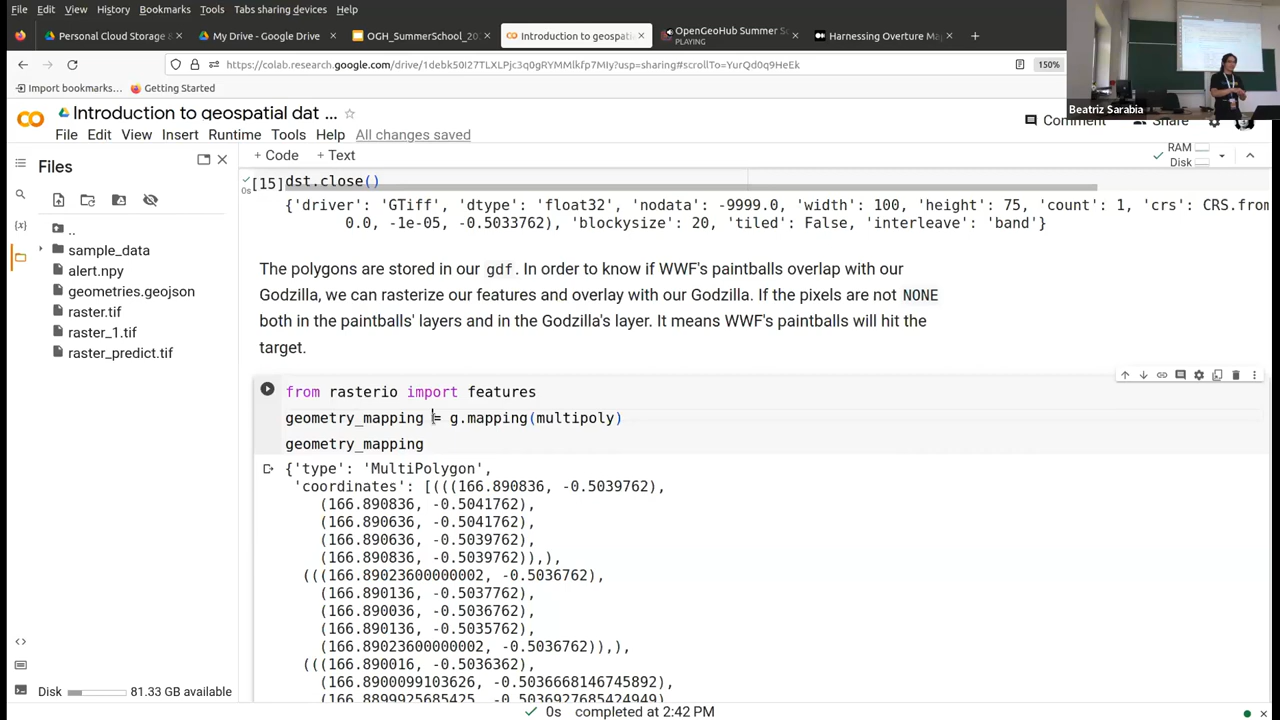 File Edit View History Bookmarks Tools Tabs sharing devices Help
Personal Cloud Storage &
My Drive - Google Drive
OGH_SummerSchool_20
Introduction to geospati
OpenGeoHub Summer S
PLAYING
Harnessing Overture Ma
https://colab.research.google.com/drive/1debk50I27TLXLPjc3q0gRYMMlkfp7MIy?usp=sharing#scrollTo=YurQd0q9HeEk
150%
Import bookmarks...
Getting Started
Beatriz Sarabia
Introduction to geospatial dat ...
File Edit View Insert Runtime Tools Help All changes saved
Comment
Share
Files
+ Code + Text
RAM
Disk
..
sample_data
alert.npy
geometries.geojson
raster.tif
raster_1.tif
raster_predict.tif
[15] dst.close()
0s
{'driver': 'GTiff', 'dtype': 'float32', 'nodata': -9999.0, 'width': 100, 'height': 75, 'count': 1, 'crs': CRS.from
0.0, -1e-05, -0.5033762), 'blockysize': 20, 'tiled': False, 'interleave': 'band'}
The polygons are stored in our gdf. In order to know if WWF's paintballs overlap with our
Godzilla, we can rasterize our features and overlay with our Godzilla. If the pixels are not NONE
both in the paintballs' layers and in the Godzilla's layer. It means WWF's paintballs will hit the
target.
from rasterio import features
geometry_mapping = g.mapping(multipoly)
geometry_mapping
{'type': 'MultiPolygon',
'coordinates': [(((166.890836, -0.5039762),
(166.890836, -0.5041762),
(166.890636, -0.5041762),
(166.890636, -0.5039762),
(166.890836, -0.5039762)),),
(((166.89023600000002, -0.5036762),
(166.890136, -0.5037762),
(166.890036, -0.5036762),
(166.890136, -0.5035762),
(166.89023600000002, -0.5036762)),),
(((166.890016, -0.5036362),
(166.8900099103626, -0.5036668146745892),
(166.8899925685425, -0.5036927685424949),
Disk
81.33 GB available
0s completed at 2:42 PM